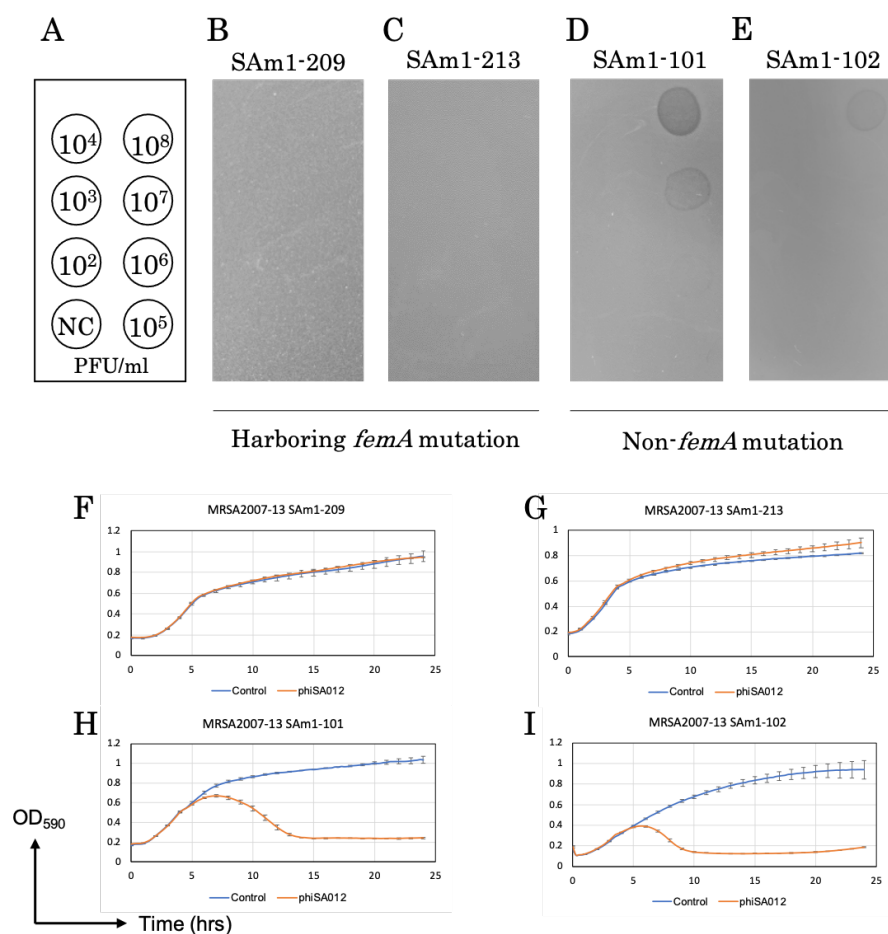 A
B
C
D
E
SAm1-209
SAm1-213
SAm1-101
SAm1-102
10⁴
10⁸
10³
10⁷
10²
10⁶
NC
10⁵
PFU/ml
Harboring femA mutation
Non-femA mutation
F
MRSA2007-13 SAm1-209
1.2
1
0.8
0.6
0.4
0.2
0
0
5
10
15
20
25
Control
phiSA012
G
MRSA2007-13 SAm1-213
1
0.8
0.6
0.4
0.2
0
0
5
10
15
20
25
Control
phiSA012
H
MRSA2007-13 SAm1-101
1.2
1
0.8
0.6
0.4
0.2
0
0
5
10
15
20
25
Control
phiSA012
I
MRSA2007-13 SAm1-102
1.2
1
0.8
0.6
0.4
0.2
0
0
5
10
15
20
25
Control
phiSA012
OD₅₉₀
Time (hrs)